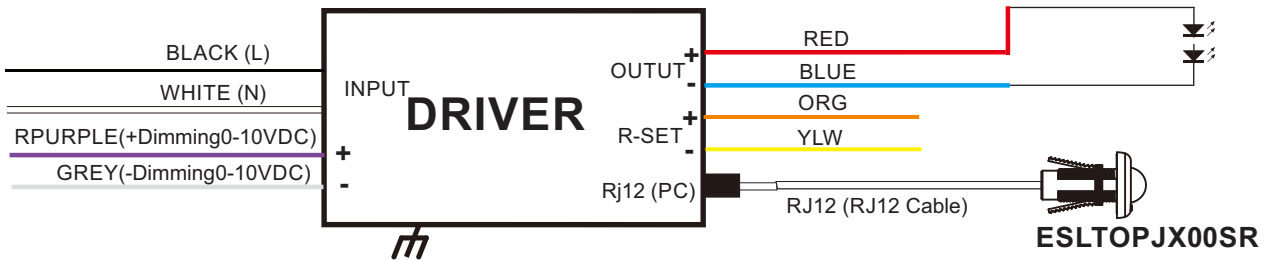 BLACK (L)
WHITE (N)
RPURPLE(+Dimming0-10VDC)
GREY(-Dimming0-10VDC)
INPUT
+
-
DRIVER
OUTUT
+
-
R-SET
+
-
Rj12 (PC)
RED
BLUE
ORG
YLW
RJ12 (RJ12 Cable)
ESLTOPJX00SR